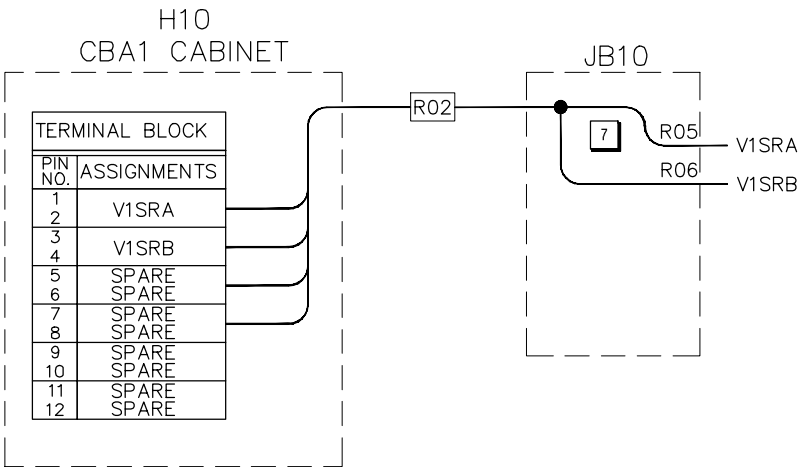 H10
CBA1 CABINET
JB10
TERMINAL BLOCK
PIN NO. ASSIGNMENTS
1
2 V1SRA
3
4 V1SRB
5 SPARE
6 SPARE
7 SPARE
8 SPARE
9 SPARE
10 SPARE
11 SPARE
12 SPARE
R02
7
R05 V1SRA
R06 V1SRB